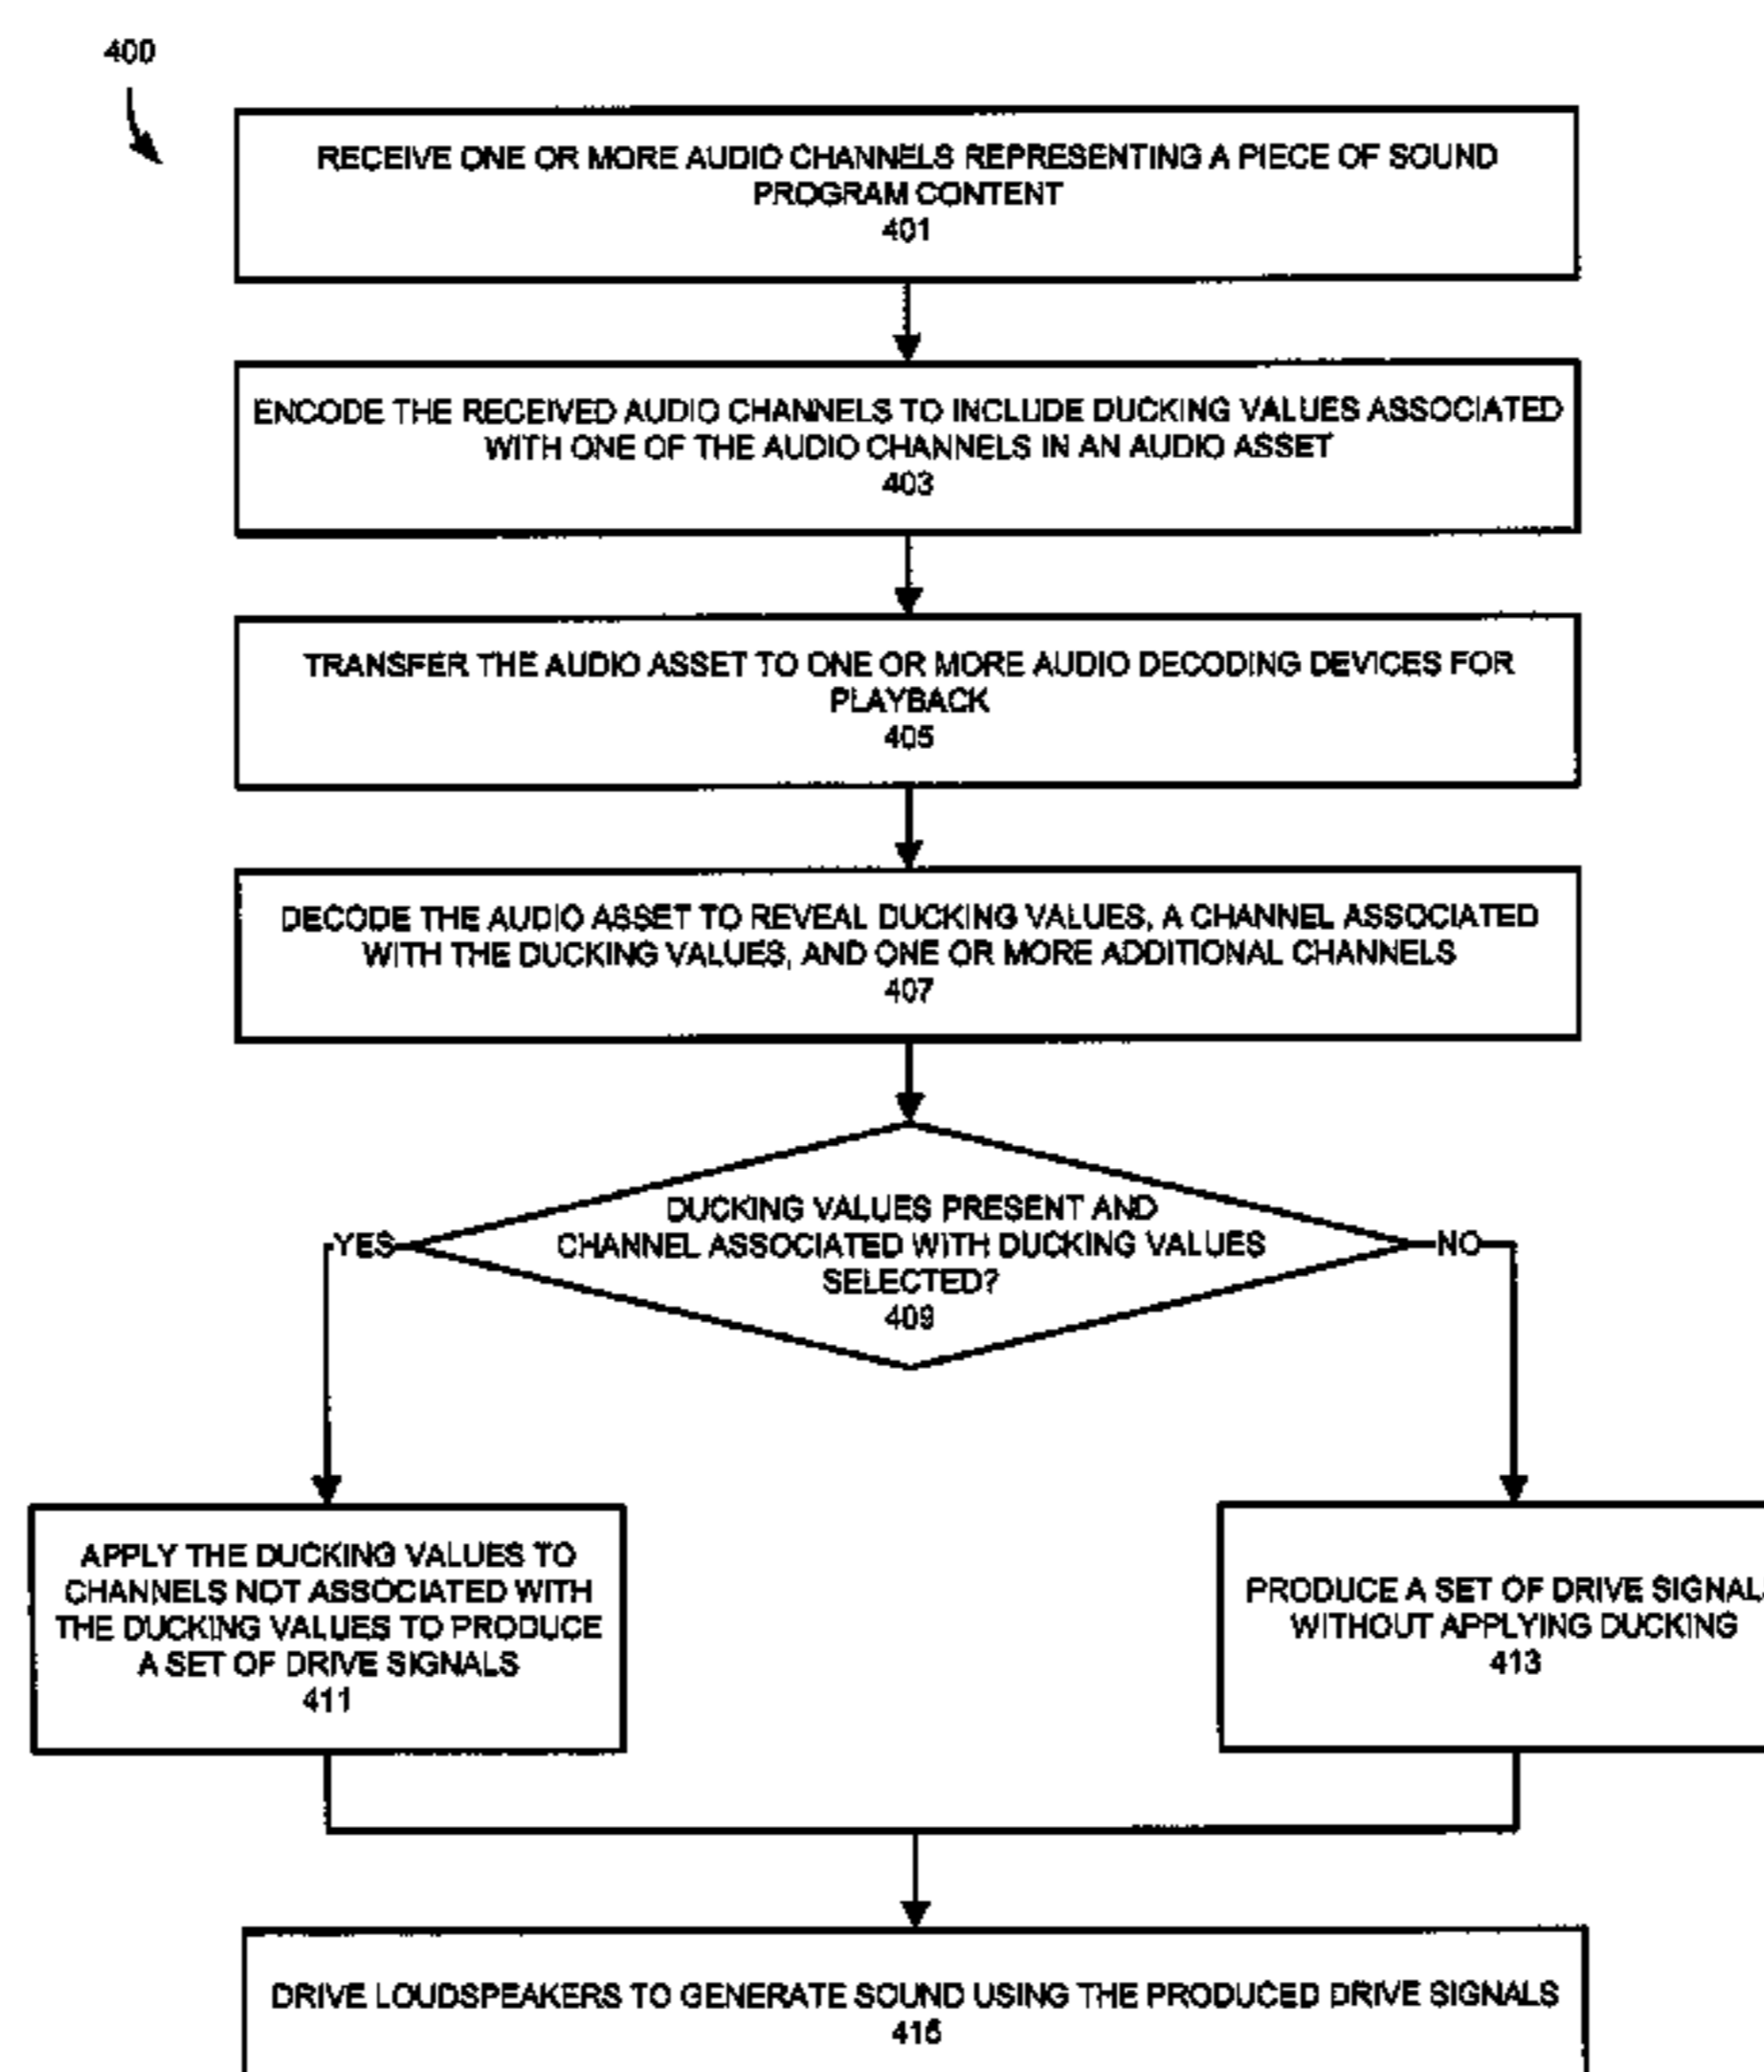 400
RECEIVE ONE OR MORE AUDIO CHANNELS REPRESENTING A PIECE OF SOUND
PROGRAM CONTENT
401
ENCODE THE RECEIVED AUDIO CHANNELS TO INCLUDE DUCKING VALUES ASSOCIATED
WITH ONE OF THE AUDIO CHANNELS IN AN AUDIO ASSET
403
TRANSFER THE AUDIO ASSET TO ONE OR MORE AUDIO DECODING DEVICES FOR
PLAYBACK
405
DECODE THE AUDIO ASSET TO REVEAL DUCKING VALUES, A CHANNEL ASSOCIATED
WITH THE DUCKING VALUES, AND ONE OR MORE ADDITIONAL CHANNELS
407
DUCKING VALUES PRESENT AND
CHANNEL ASSOCIATED WITH DUCKING VALUES
SELECTED?
409
YES
NO
APPLY THE DUCKING VALUES TO
CHANNELS NOT ASSOCIATED WITH
THE DUCKING VALUES TO PRODUCE
A SET OF DRIVE SIGNALS
411
PRODUCE A SET OF DRIVE SIGNALS
WITHOUT APPLYING DUCKING
413
DRIVE LOUDSPEAKERS TO GENERATE SOUND USING THE PRODUCED DRIVE SIGNALS
415